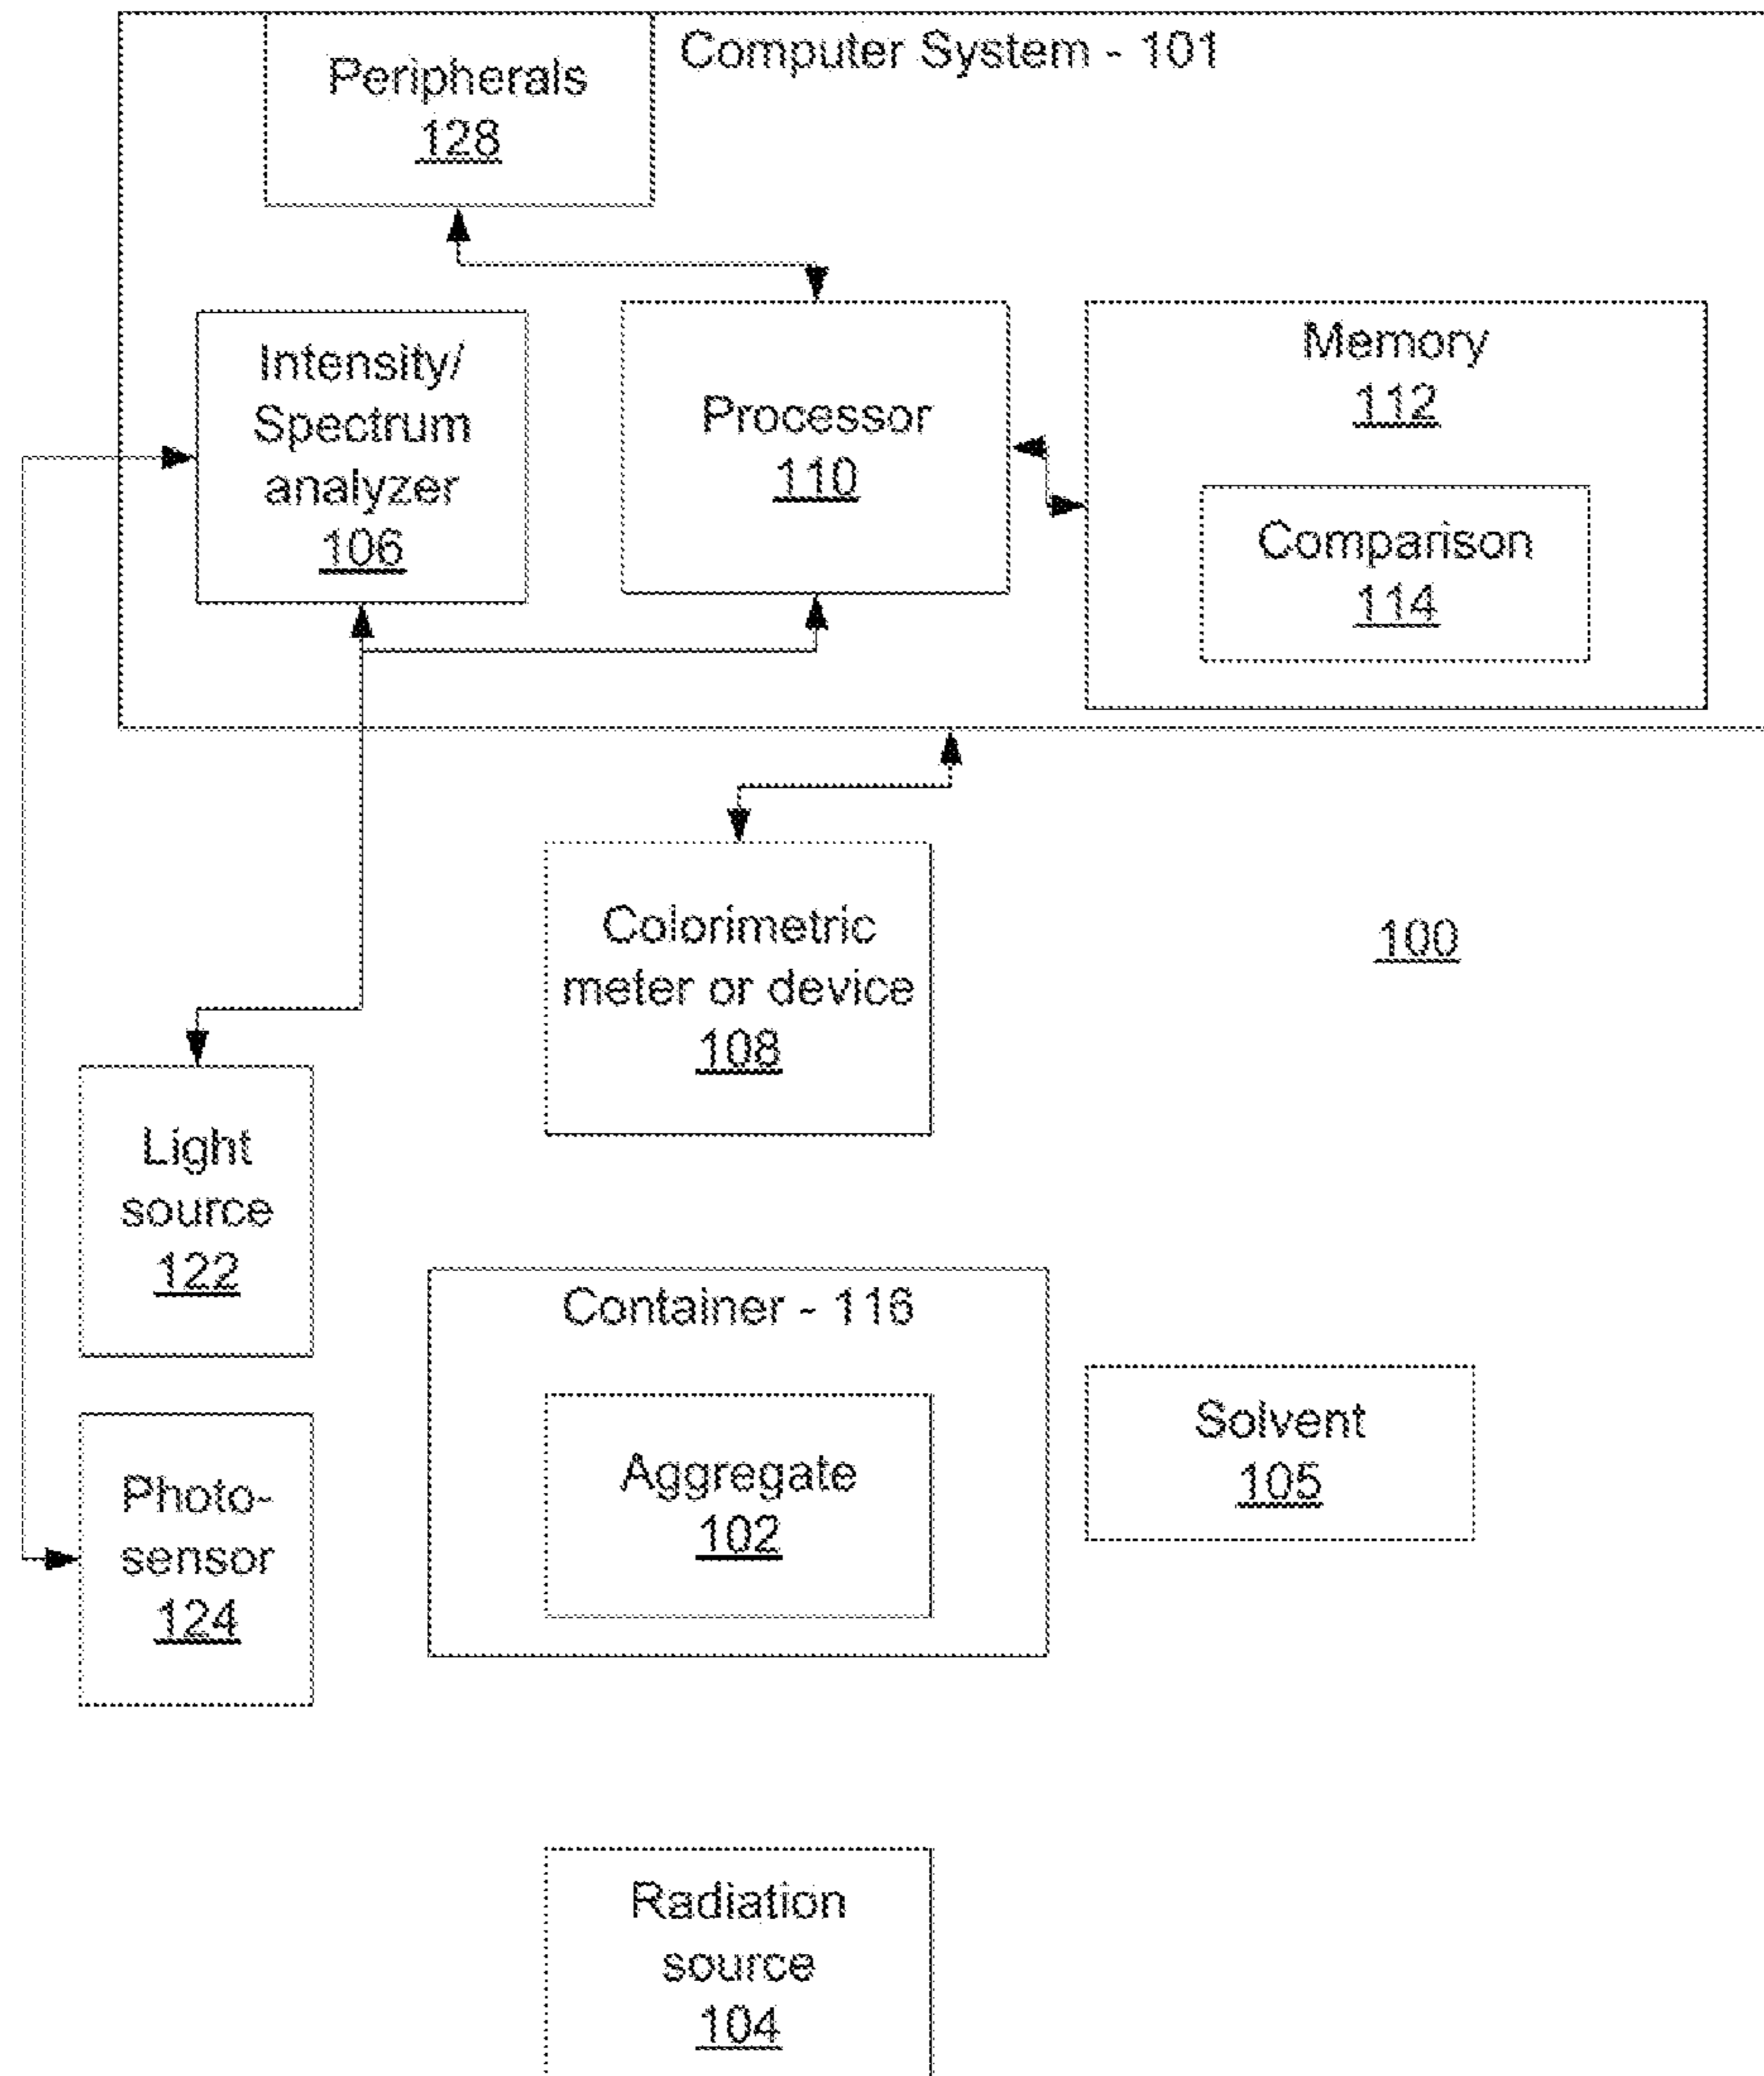 Computer System - 101
Peripherals
128
Intensity/
Spectrum
analyzer
106
Processor
110
Memory
112
Comparison
114
Colorimetric
meter or device
108
100
Light
source
122
Container - 116
Aggregate
102
Solvent
105
Photo-
sensor
124
Radiation
source
104